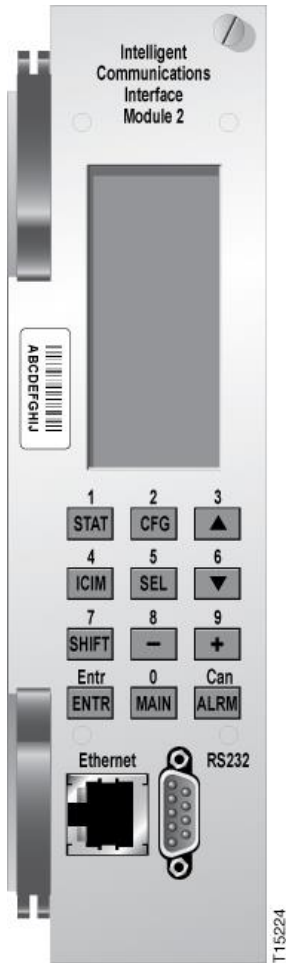 Intelligent
Communications
Interface
Module 2
ABCDEFGHIJ
1 2 3
STAT CFG ▲
4 5 6
ICIM SEL ▼
7 8 9
SHIFT − +
Entr 0 Can
ENTR MAIN ALRM
Ethernet RS232
T15224